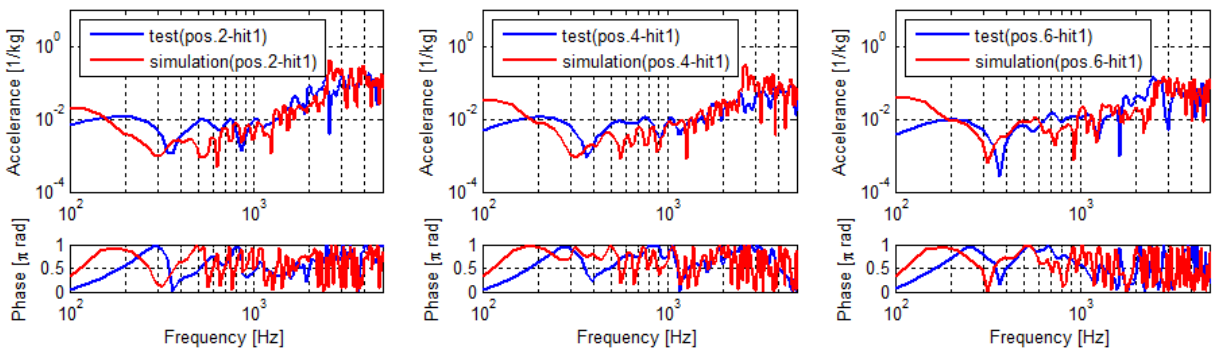 Accelerance [1/kg]
10^0
10^-2
10^-4
test(pos.2-hit1)
simulation(pos.2-hit1)
10^2
10^3
Phase [π rad]
1
0.5
0
10^2
10^3
Frequency [Hz]
Accelerance [1/kg]
10^0
10^-2
10^-4
test(pos.4-hit1)
simulation(pos.4-hit1)
10^2
10^3
Phase [π rad]
1
0.5
0
10^2
10^3
Frequency [Hz]
Accelerance [1/kg]
10^0
10^-2
10^-4
test(pos.6-hit1)
simulation(pos.6-hit1)
10^2
10^3
Phase [π rad]
1
0.5
0
10^2
10^3
Frequency [Hz]